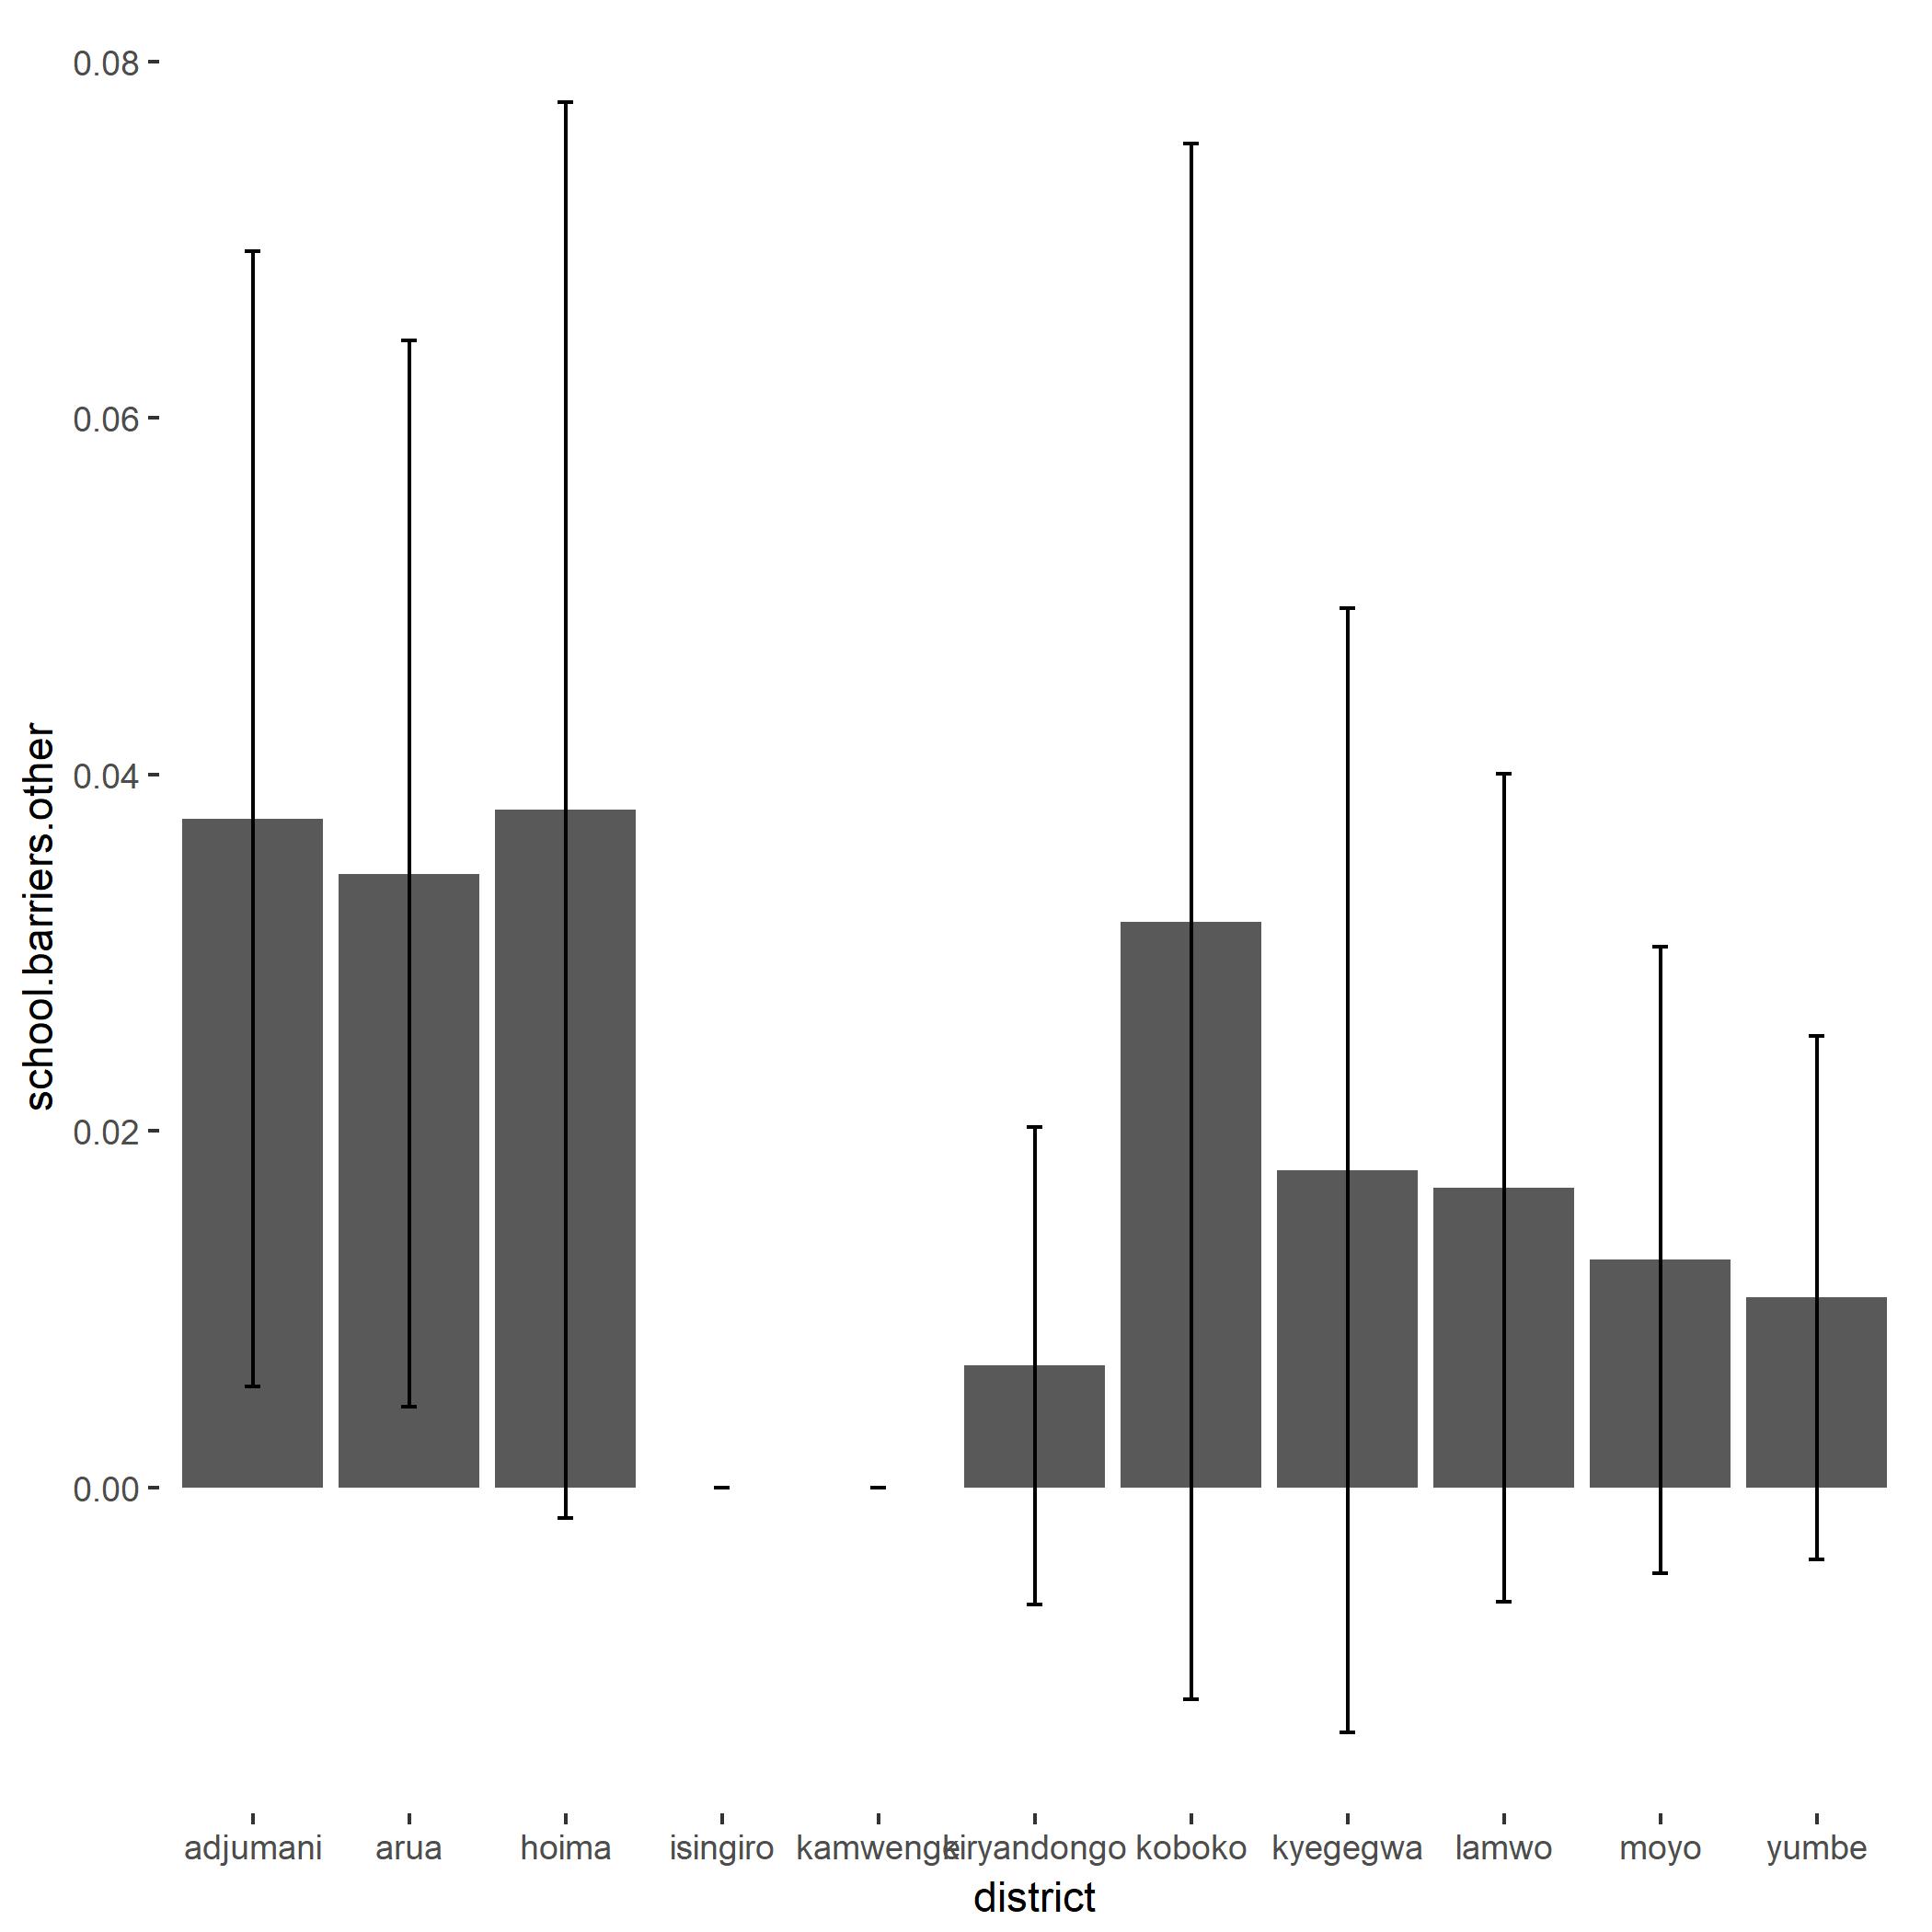 0.08
0.06
0.04
0.02
0.00
school.barriers.other
adjumani arua hoima isingiro kamwenge kiryandongo koboko kyegegwa lamwo moyo yumbe
district